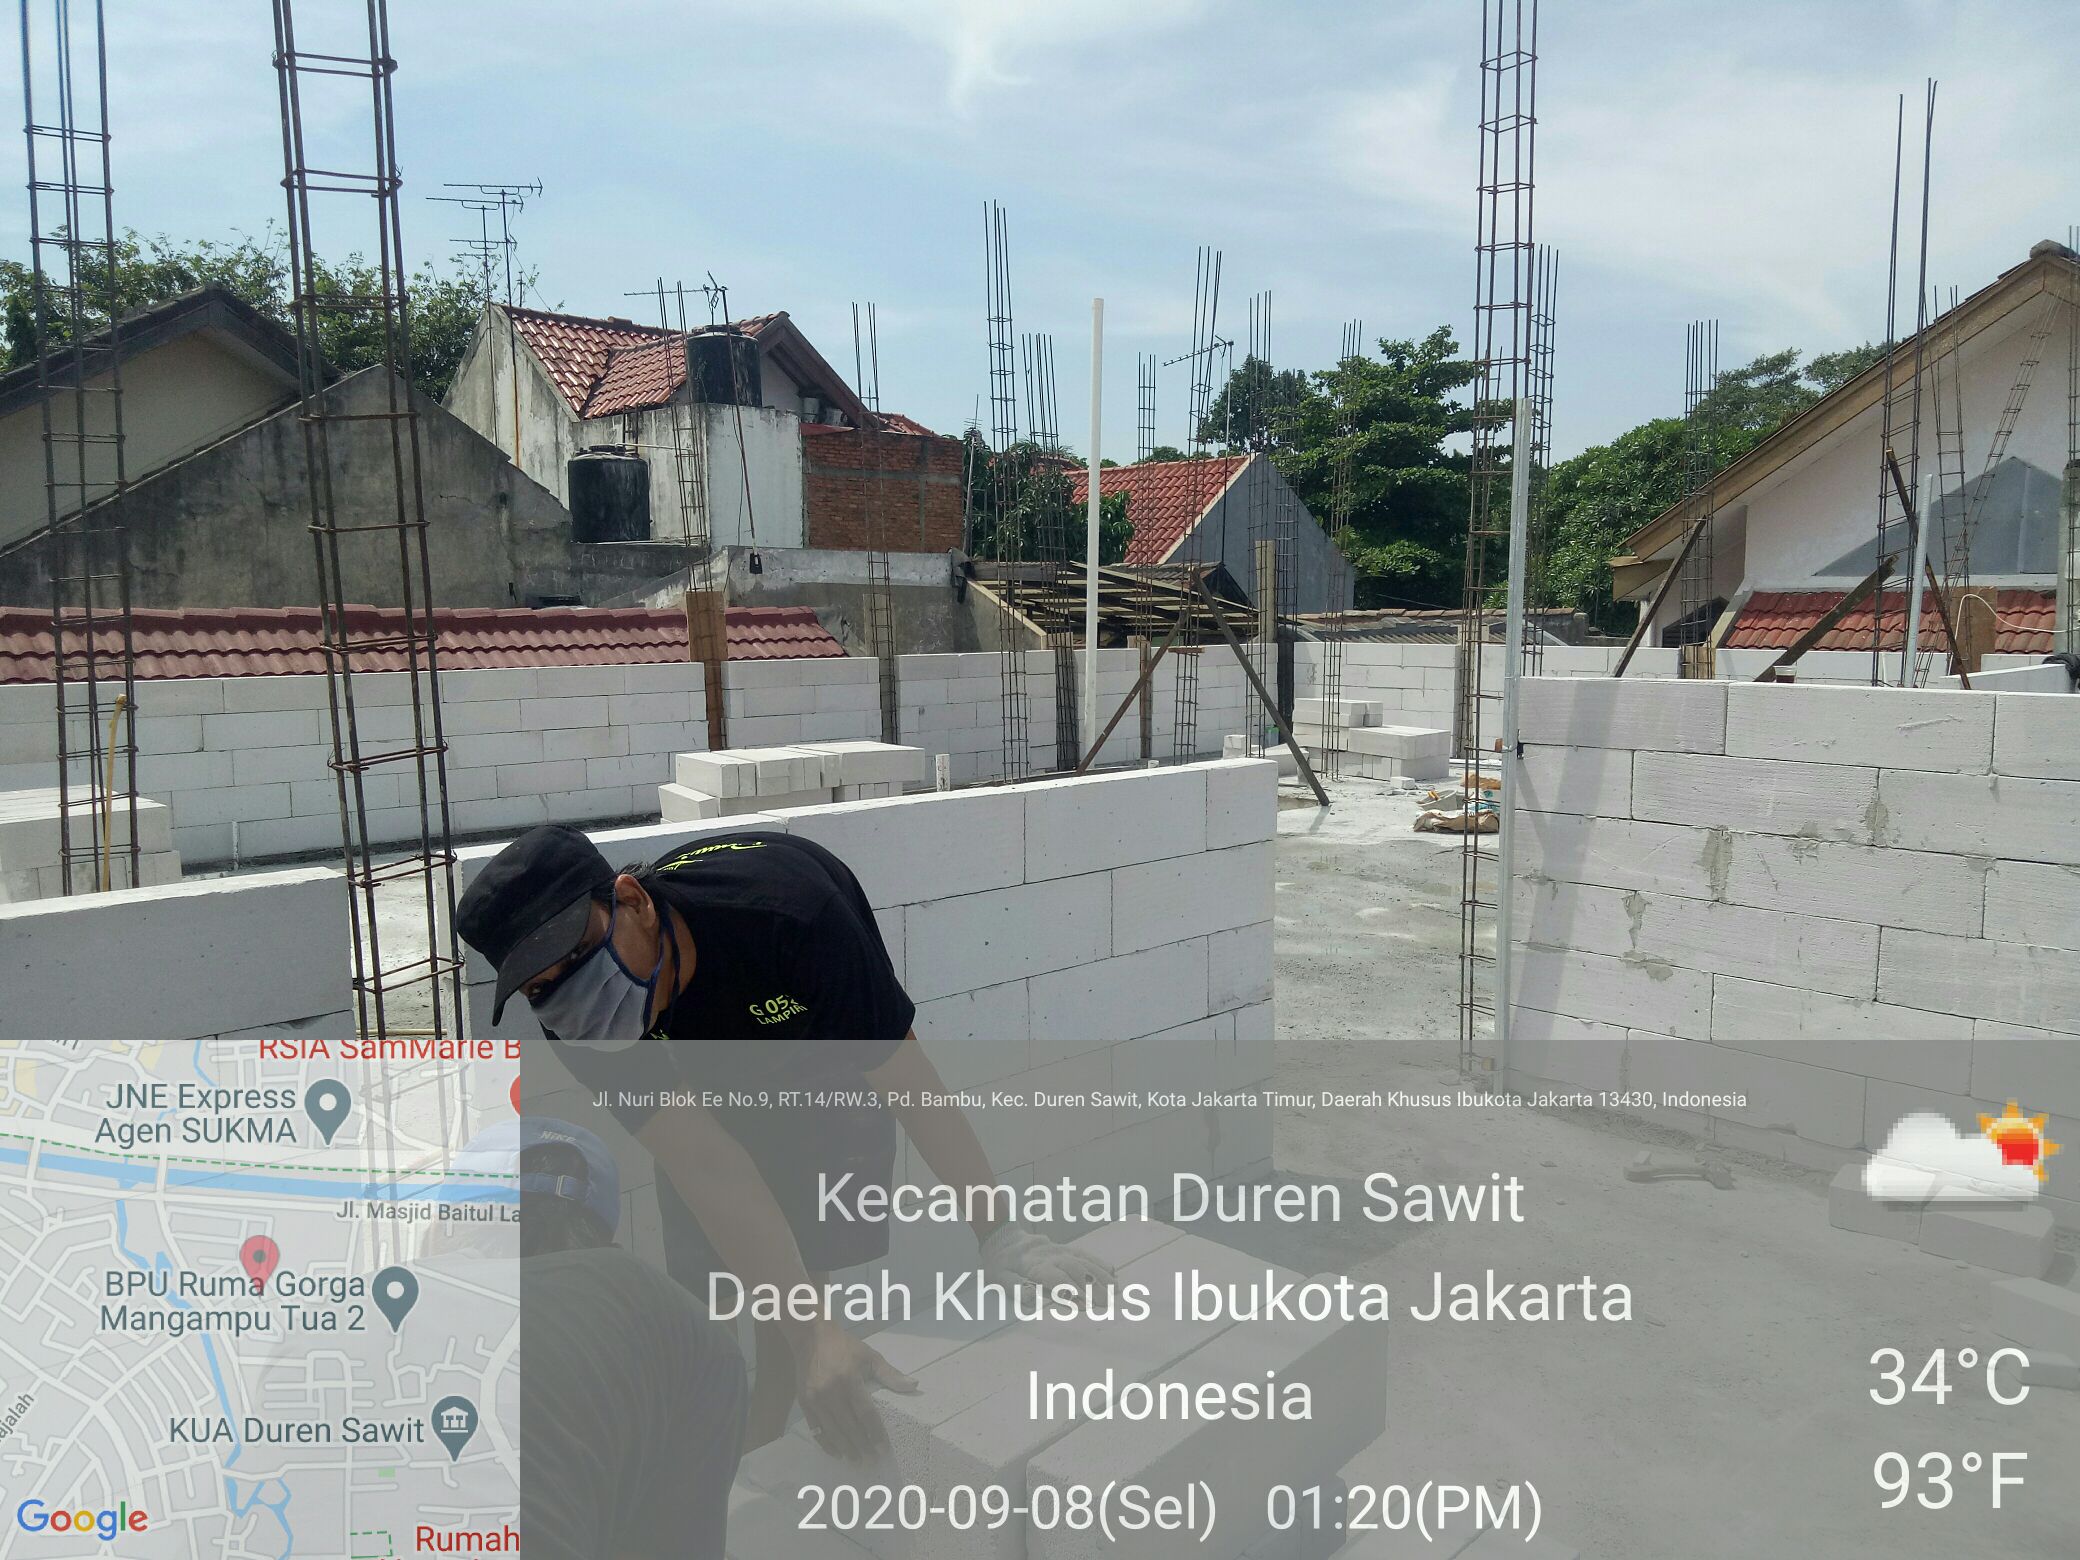 G 05
LAMPIRI
RSIA SamMarie B
JNE Express
Agen SUKMA
Jl. Masjid Baitul La
BPU Ruma Gorga
Mangampu Tua 2
KUA Duren Sawit
Google
Rumah
NIKE
Jl. Nuri Blok Ee No.9, RT.14/RW.3, Pd. Bambu, Kec. Duren Sawit, Kota Jakarta Timur, Daerah Khusus Ibukota Jakarta 13430, Indonesia
Kecamatan Duren Sawit
Daerah Khusus Ibukota Jakarta
Indonesia
2020-09-08(Sel) 01:20(PM)
34°C
93°F